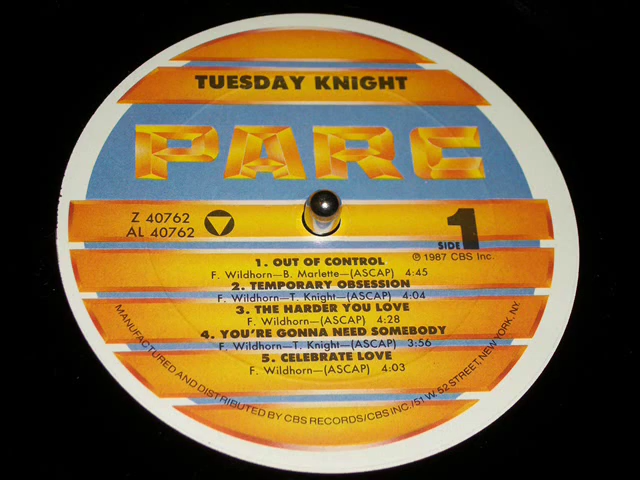 TUESDAY KNIGHT
PARC
Z 40762
AL 40762
SIDE 1
℗ 1987 CBS Inc.
1. OUT OF CONTROL
F. Wildhorn—B. Marlette—(ASCAP) 4:45
2. TEMPORARY OBSESSION
F. Wildhorn—T. Knight—(ASCAP) 4:04
3. THE HARDER YOU LOVE
F. Wildhorn—(ASCAP) 4:28
4. YOU'RE GONNA NEED SOMEBODY
F. Wildhorn—T. Knight—(ASCAP) 3:56
5. CELEBRATE LOVE
F. Wildhorn—(ASCAP) 4:03
MANUFACTURED AND DISTRIBUTED BY CBS RECORDS/CBS INC./51 W. 52 STREET, NEW YORK, NY.